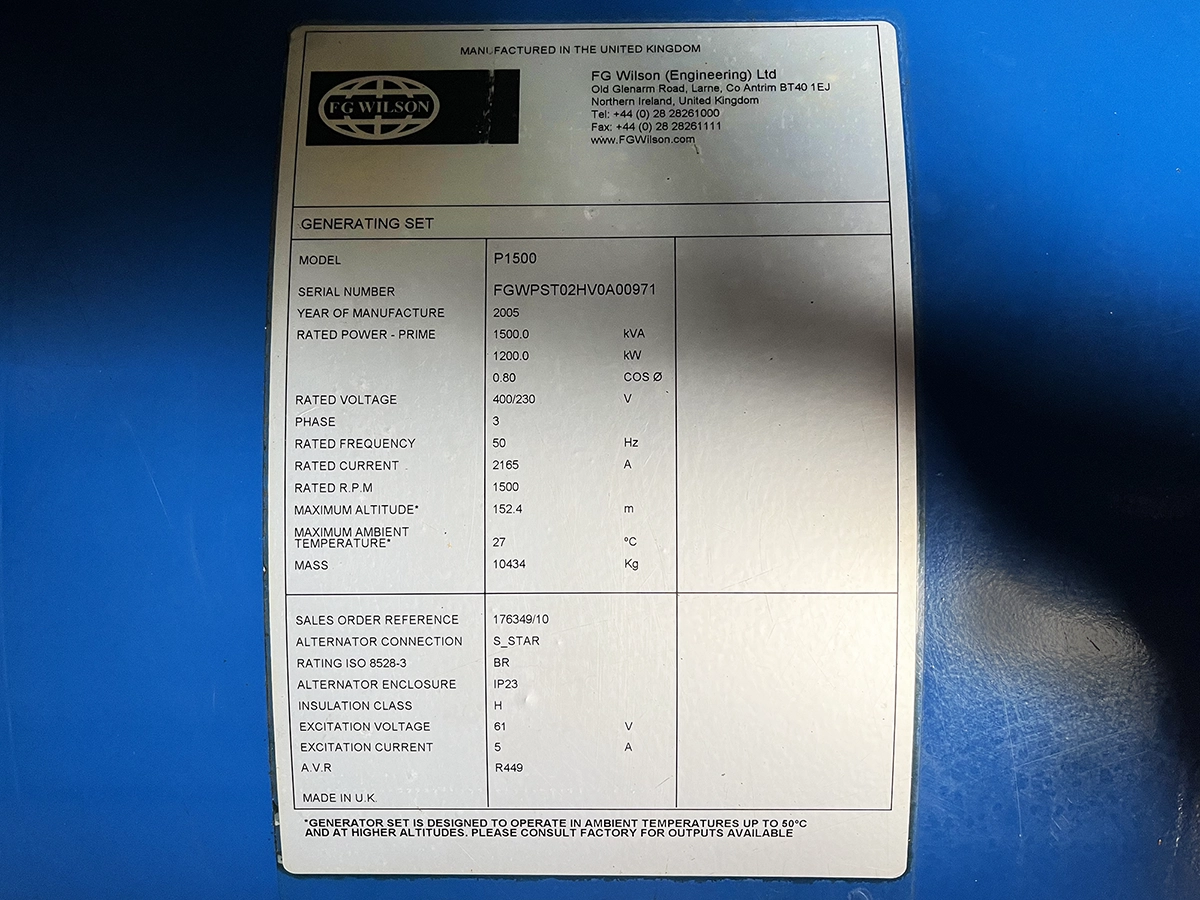 MANUFACTURED IN THE UNITED KINGDOM
FG WILSON
FG Wilson (Engineering) Ltd
Old Glenarm Road, Larne, Co Antrim BT40 1EJ
Northern Ireland, United Kingdom
Tel: +44 (0) 28 28261000
Fax: +44 (0) 28 28261111
www.FGWilson.com
GENERATING SET
MODEL P1500
SERIAL NUMBER FGWPST02HV0A00971
YEAR OF MANUFACTURE 2005
RATED POWER - PRIME 1500.0 kVA
1200.0 kW
0.80 COS Ø
RATED VOLTAGE 400/230 V
PHASE 3
RATED FREQUENCY 50 Hz
RATED CURRENT 2165 A
RATED R.P.M 1500
MAXIMUM ALTITUDE* 152.4 m
MAXIMUM AMBIENT
TEMPERATURE* 27 ºC
MASS 10434 Kg
SALES ORDER REFERENCE 176349/10
ALTERNATOR CONNECTION S_STAR
RATING ISO 8528-3 BR
ALTERNATOR ENCLOSURE IP23
INSULATION CLASS H
EXCITATION VOLTAGE 61 V
EXCITATION CURRENT 5 A
A.V.R R449
MADE IN U.K.
*GENERATOR SET IS DESIGNED TO OPERATE IN AMBIENT TEMPERATURES UP TO 50°C
AND AT HIGHER ALTITUDES. PLEASE CONSULT FACTORY FOR OUTPUTS AVAILABLE